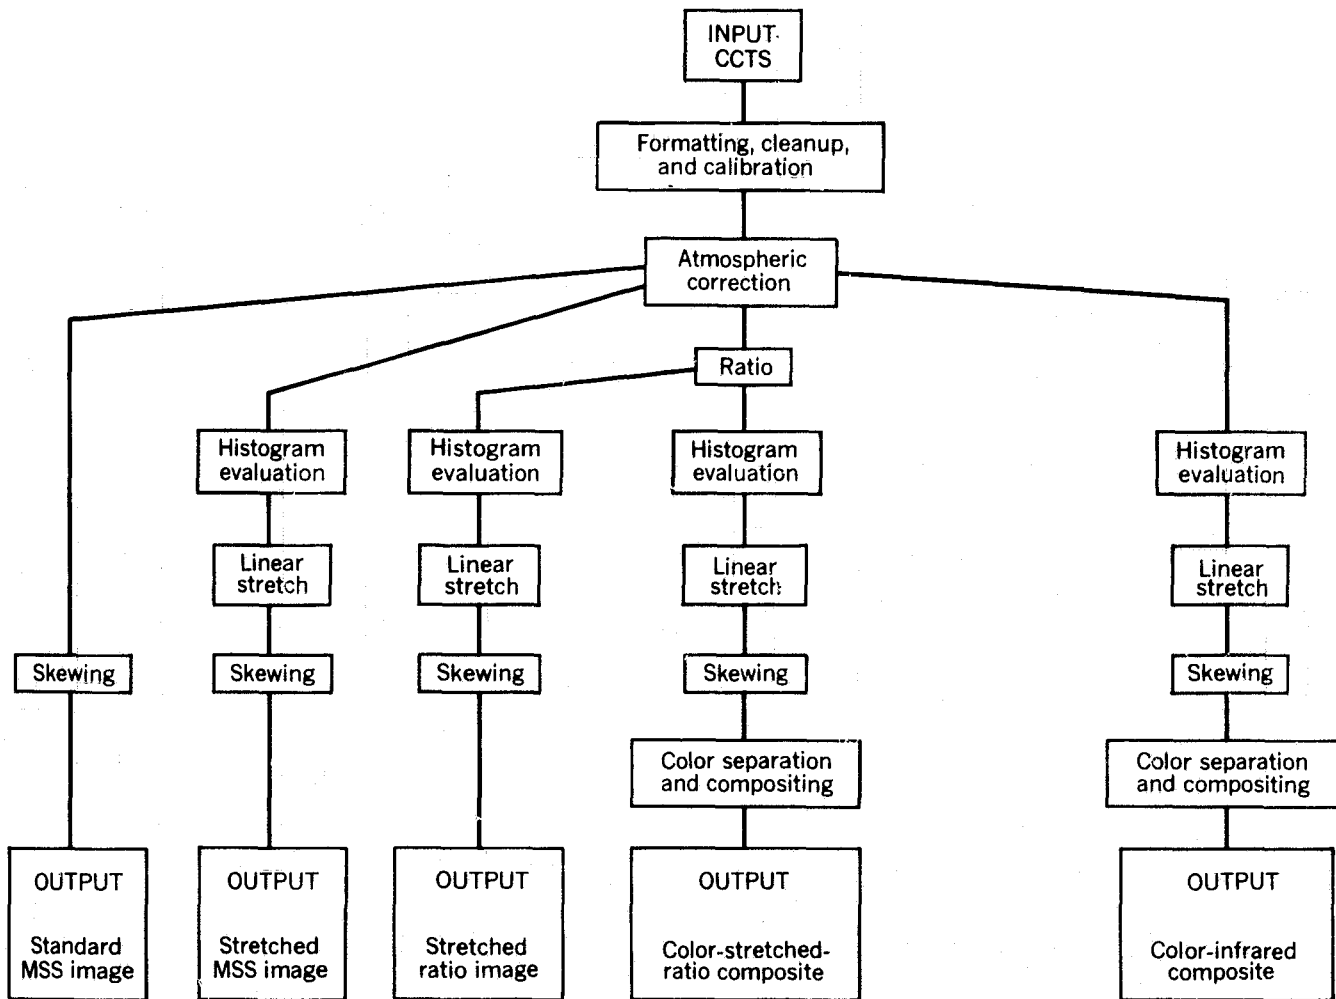 INPUT
CCTS
Formatting, cleanup,
and calibration
Atmospheric
correction
Ratio
Histogram
evaluation
Histogram
evaluation
Histogram
evaluation
Histogram
evaluation
Linear
stretch
Linear
stretch
Linear
stretch
Linear
stretch
Skewing
Skewing
Skewing
Skewing
Skewing
Color separation
and compositing
Color separation
and compositing
OUTPUT
Standard
MSS image
OUTPUT
Stretched
MSS image
OUTPUT
Stretched
ratio image
OUTPUT
Color-stretched-
ratio composite
OUTPUT
Color-infrared
composite